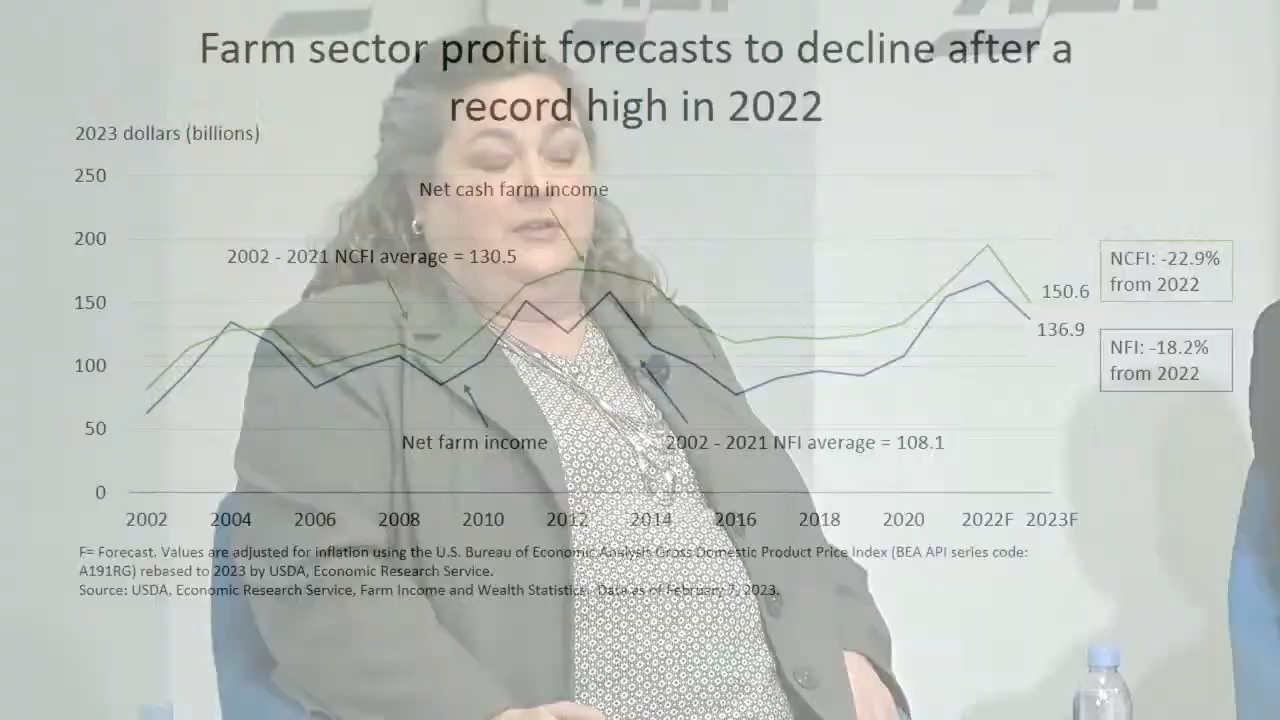 Farm sector profit forecasts to decline after a
record high in 2022
2023 dollars (billions)
250
200
150
100
50
0
Net cash farm income
2002 - 2021 NCFI average = 130.5
NCFI: -22.9%
from 2022
150.6
136.9
NFI: -18.2%
from 2022
Net farm income
2002 - 2021 NFI average = 108.1
2002 2004 2006 2008 2010 2012 2014 2016 2018 2020 2022F 2023F
F= Forecast. Values are adjusted for inflation using the U.S. Bureau of Economic Analysis Gross Domestic Product Price Index (BEA API series code:
A191RG) rebased to 2023 by USDA, Economic Research Service.
Source: USDA, Economic Research Service, Farm Income and Wealth Statistics. Data as of February 7, 2023.